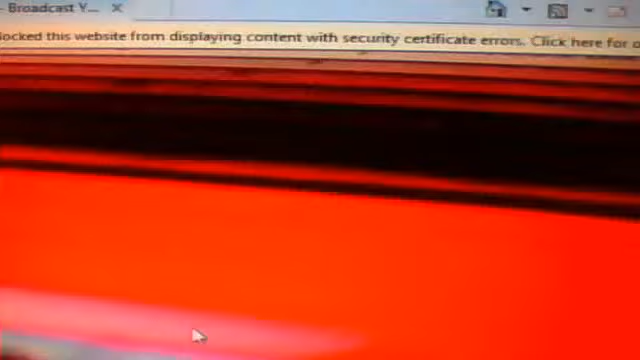 - Broadcast Y...
locked this website from displaying content with security certificate errors. Click here for o